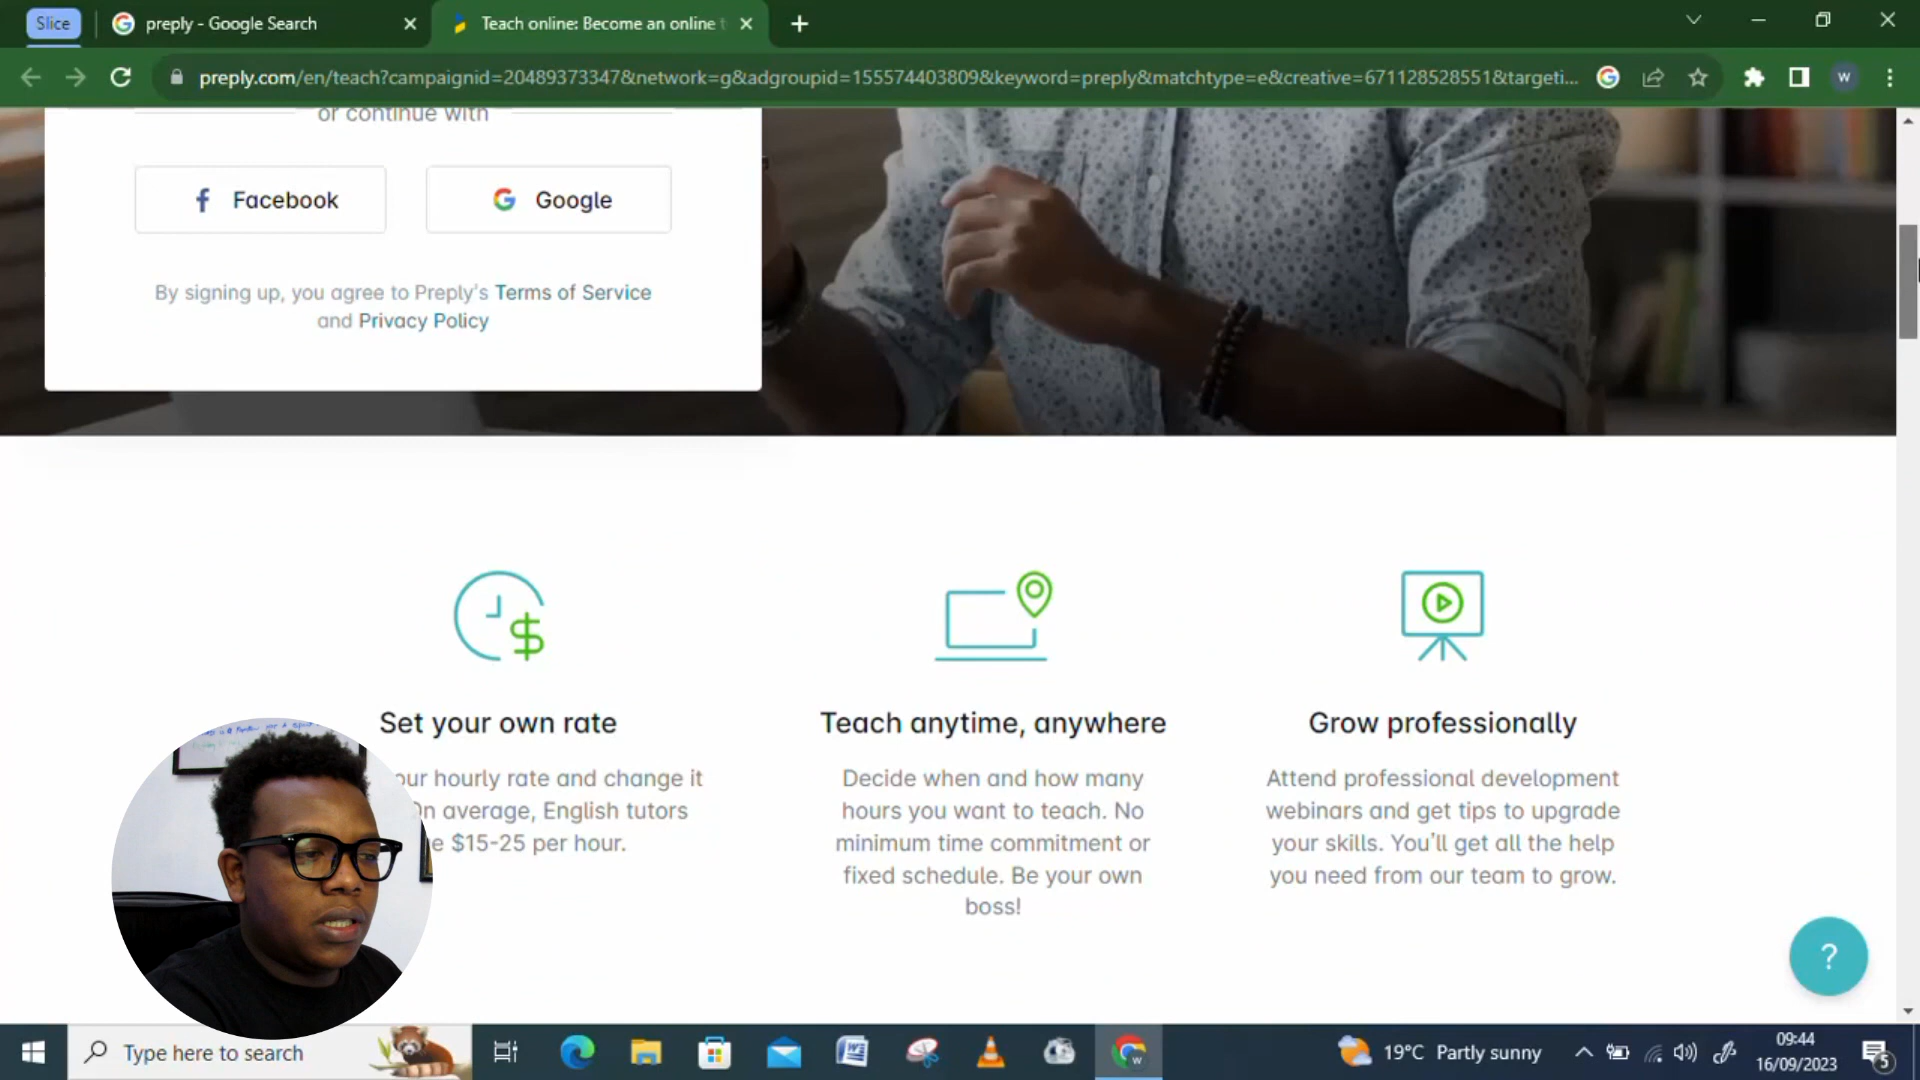 Slice
preply - Google Search
Teach online: Become an online t
preply.com/en/teach?campaignid=20489373347&network=g&adgroupid=155574403809&keyword=preply&matchtype=e&creative=671128528551&targeti...
W
or continue with
Facebook
Google
By signing up, you agree to Preply's Terms of Service
and Privacy Policy
$
Set your own rate
our hourly rate and change it
n average, English tutors
e $15-25 per hour.
Teach anytime, anywhere
Decide when and how many
hours you want to teach. No
minimum time commitment or
fixed schedule. Be your own
boss!
Grow professionally
Attend professional development
webinars and get tips to upgrade
your skills. You'll get all the help
you need from our team to grow.
?
Type here to search
19°C Partly sunny
09:44
16/09/2023
5